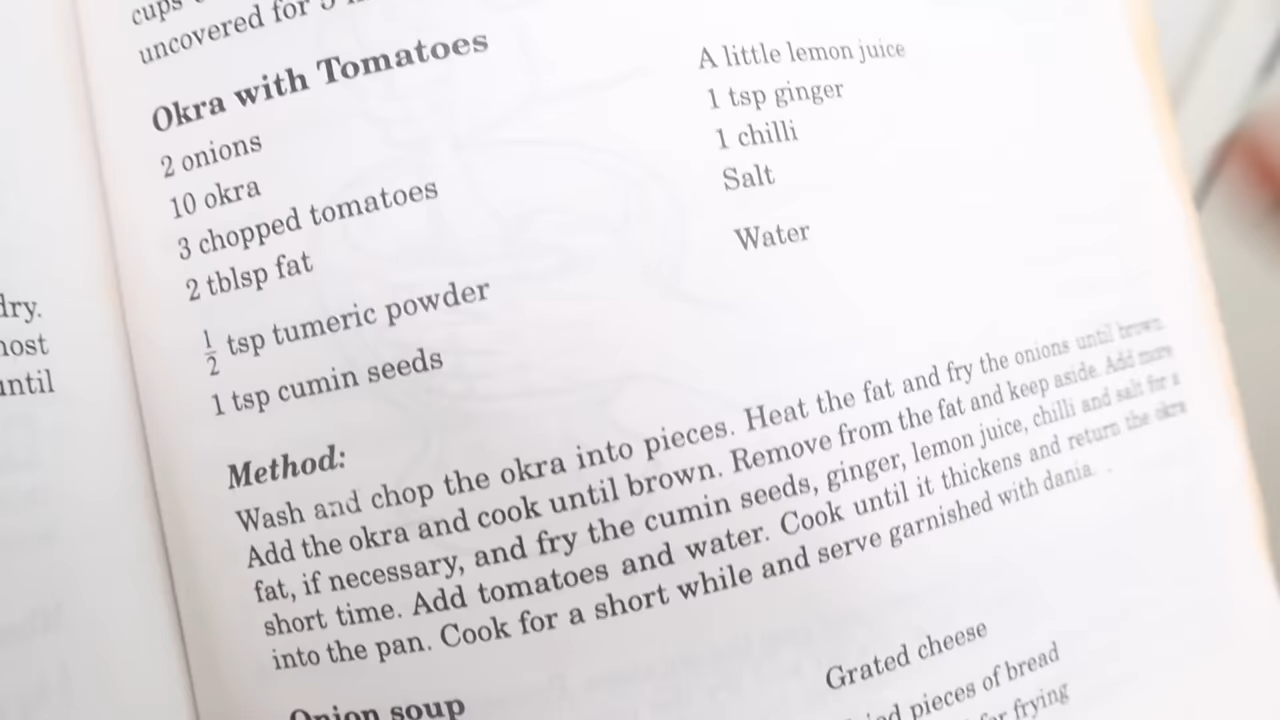 cups
uncovered for 5
Okra with Tomatoes
2 onions
10 okra
3 chopped tomatoes
2 tblsp fat
1/2 tsp tumeric powder
1 tsp cumin seeds
A little lemon juice
1 tsp ginger
1 chilli
Salt
Water
Method:
Wash and chop the okra into pieces. Heat the fat and fry the onions until brown.
Add the okra and cook until brown. Remove from the fat and keep aside. Add more
fat, if necessary, and fry the cumin seeds, ginger, lemon juice, chilli and salt for a
short time. Add tomatoes and water. Cook until it thickens and return the okra
into the pan. Cook for a short while and serve garnished with dania.
Onion soup
Grated cheese
pieces of bread
frying
dry.
until